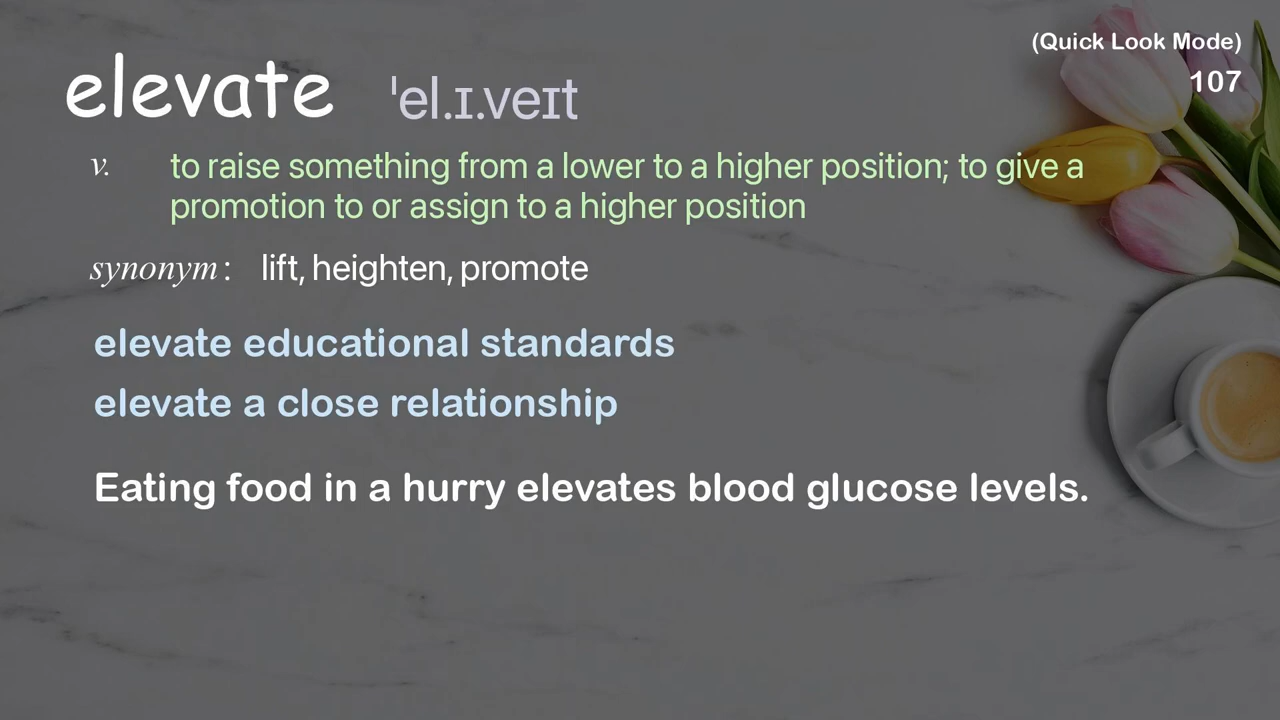 (Quick Look Mode)
107
elevate ˈel.ɪ.veɪt
v. to raise something from a lower to a higher position; to give a
promotion to or assign to a higher position
synonym: lift, heighten, promote
elevate educational standards
elevate a close relationship
Eating food in a hurry elevates blood glucose levels.